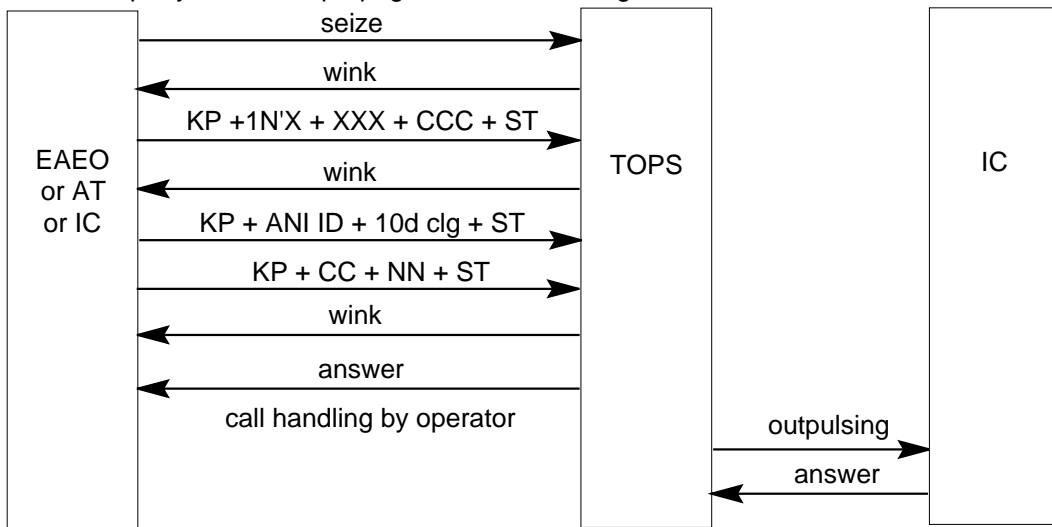 seize
wink
KP +1N'X + XXX + CCC + ST
EAEO
or AT
or IC
TOPS
IC
wink
KP + ANI ID + 10d clg + ST
KP + CC + NN + ST
wink
answer
call handling by operator
outpulsing
answer